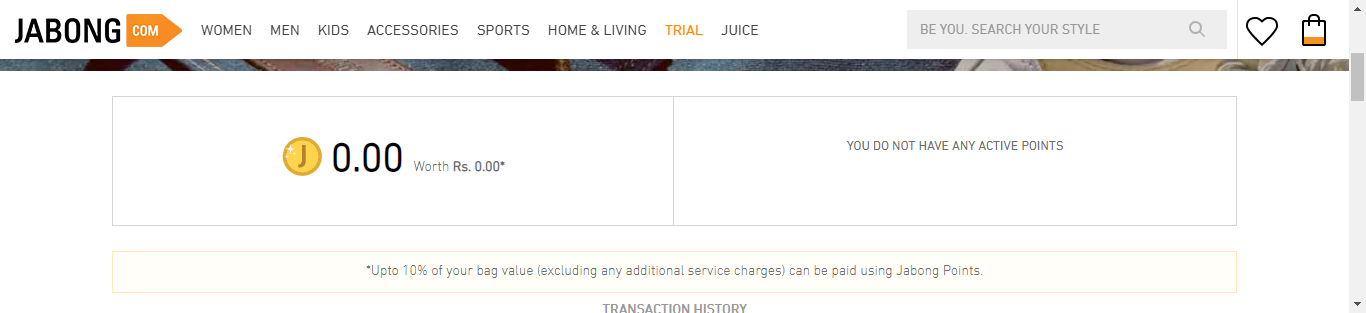 JABONG COM WOMEN MEN KIDS ACCESSORIES SPORTS HOME & LIVING TRIAL JUICE BE YOU. SEARCH YOUR STYLE
J 0.00 Worth Rs. 0.00*
YOU DO NOT HAVE ANY ACTIVE POINTS
*Upto 10% of your bag value (excluding any additional service charges) can be paid using Jabong Points.
TRANSACTION HISTORY